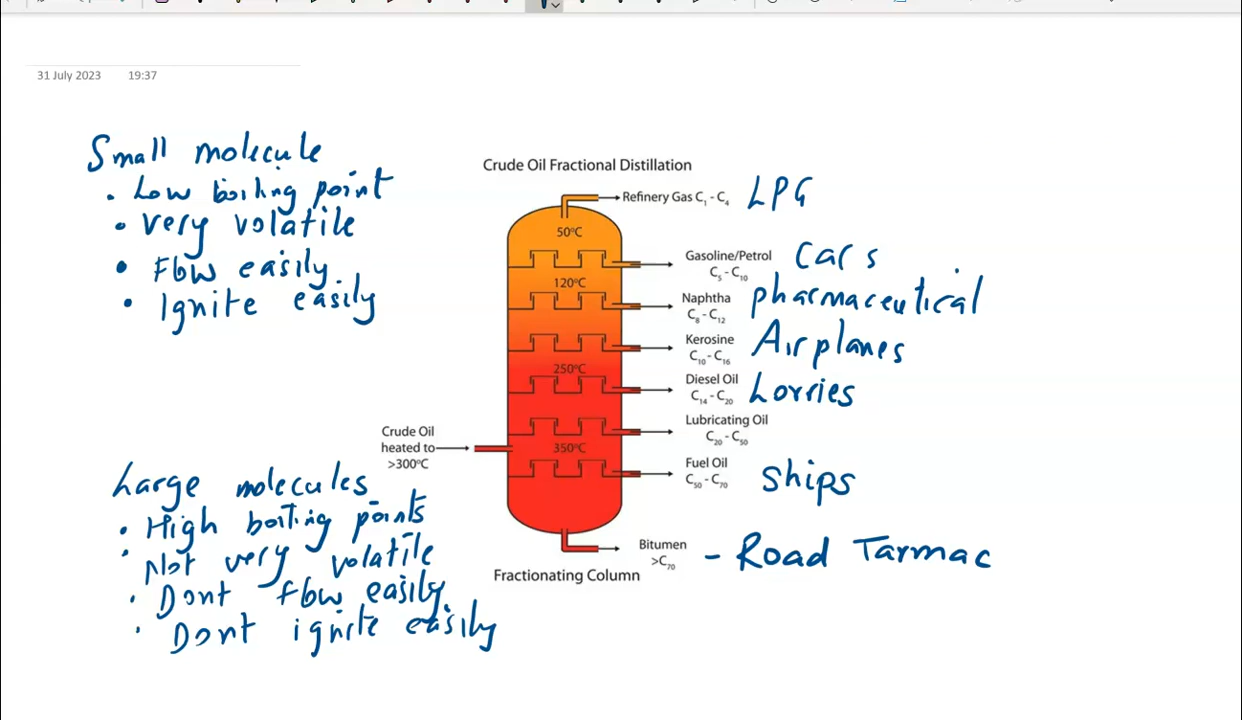 31 July 2023 19:37
Small molecule
• Low boiling point
• Very volatile
• Flow easily
• Ignite easily
Large molecules
• High boiling points
• Not very volatile
• Dont flow easily
• Dont ignite easily
Crude Oil Fractional Distillation
Refinery Gas C₁ - C₄ LPG
50°C
Gasoline/Petrol Cars
C₅ - C₁₀
120°C
Naphtha pharmaceutical
C₈ - C₁₂
Kerosine Airplanes
C₁₀ - C₁₆
250°C
Diesel Oil Lorries
C₁₄ - C₂₀
Lubricating Oil
C₂₀ - C₅₀
Crude Oil
heated to
>300°C
350°C
Fuel Oil Ships
C₅₀ - C₇₀
Bitumen - Road Tarmac
>C₇₀
Fractionating Column